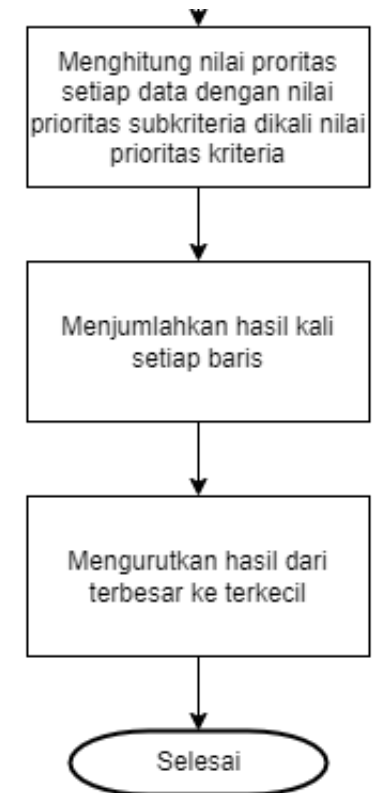 Menghitung nilai proritas
setiap data dengan nilai
prioritas subkriteria dikali nilai
prioritas kriteria
Menjumlahkan hasil kali
setiap baris
Mengurutkan hasil dari
terbesar ke terkecil
Selesai